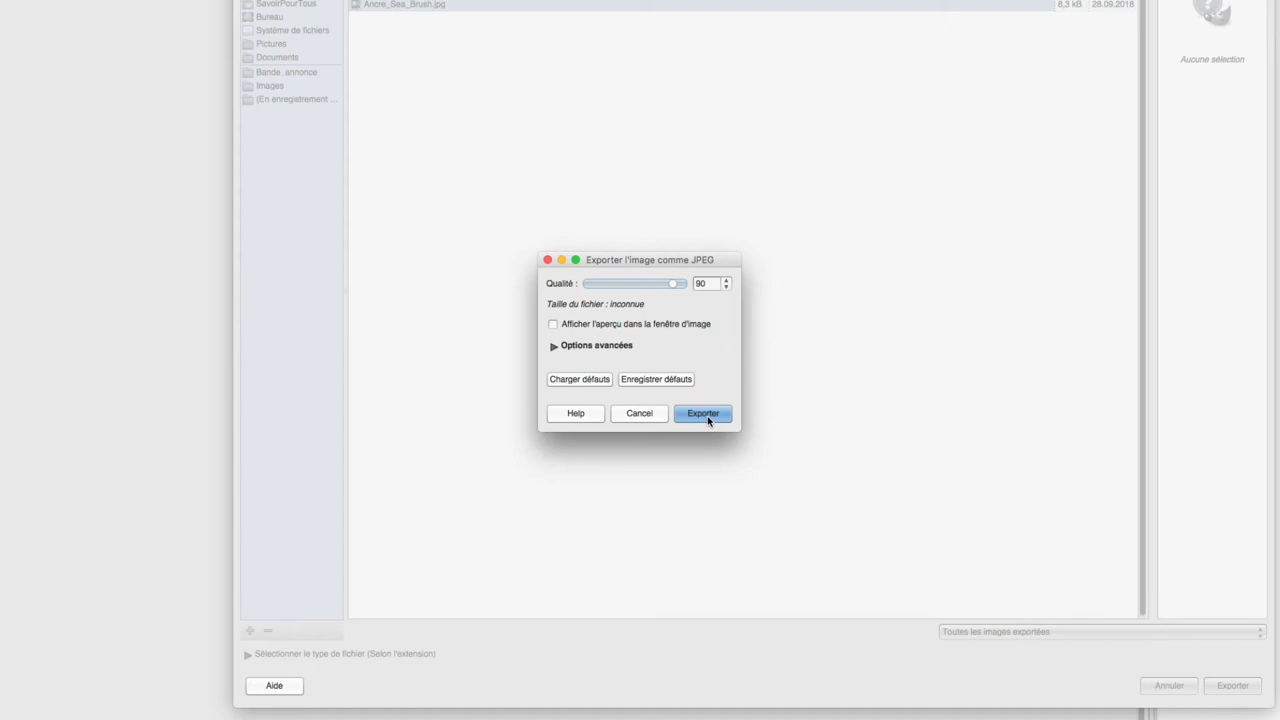 SavoirPourTous
Ancre_Sea_Brush.jpg 8,3 kB 28.09.2016
Bureau
Système de fichiers
Pictures
Documents
Aucune sélection
Bande_annonce
Images
(En enregistrement ...
Exporter l'image comme JPEG
Qualité : 90
Taille du fichier : inconnue
Afficher l'aperçu dans la fenêtre d'image
Options avancées
Charger défauts Enregistrer défauts
Help Cancel Exporter
Toutes les images exportées
Sélectionner le type de fichier (Selon l'extension)
Aide Annuler Exporter